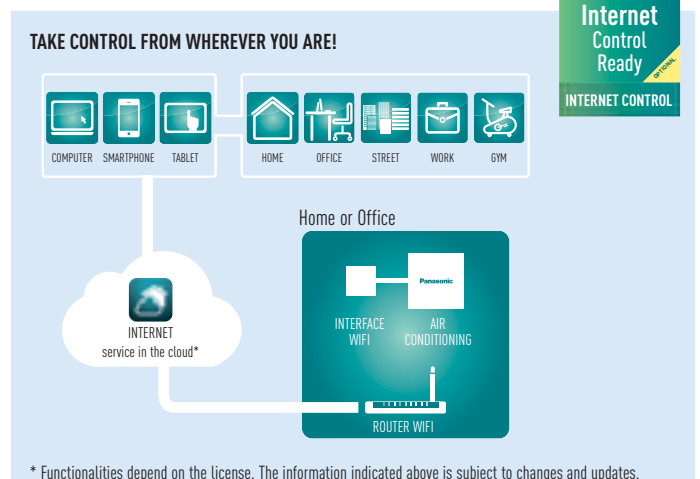 Internet
Control
Ready
OPTIONAL
INTERNET CONTROL
TAKE CONTROL FROM WHEREVER YOU ARE!
COMPUTER SMARTPHONE TABLET HOME OFFICE STREET WORK GYM
Home or Office
Panasonic
INTERFACE
WIFI
AIR
CONDITIONING
INTERNET
service in the cloud*
ROUTER WIFI
* Functionalities depend on the license. The information indicated above is subject to changes and updates.